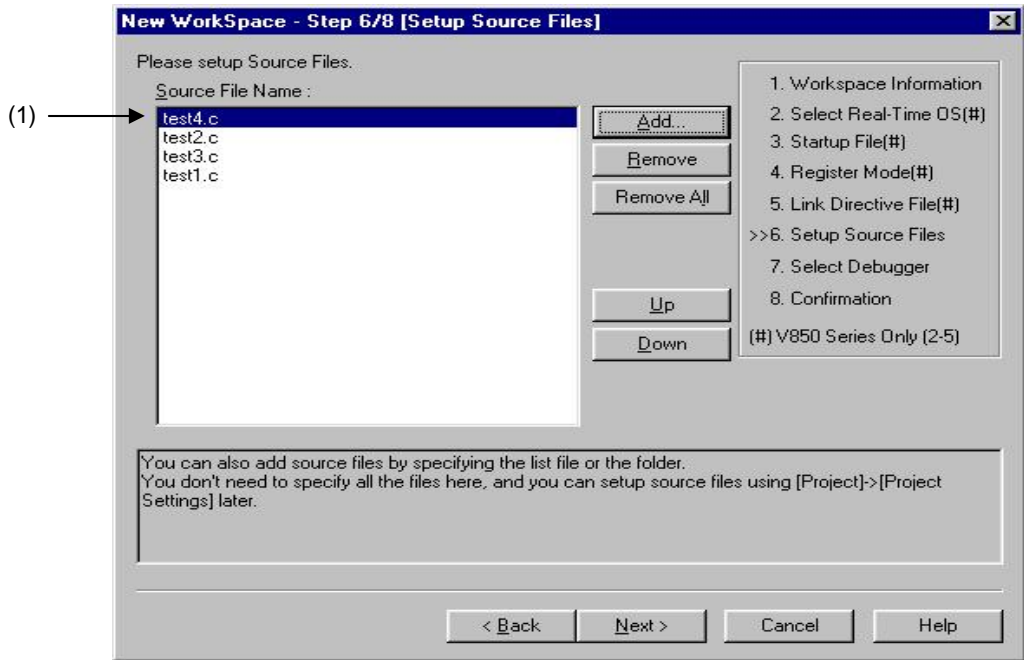 New WorkSpace - Step 6/8 [Setup Source Files]
Please setup Source Files.
Source File Name :
(1)
test4.c
test2.c
test3.c
test1.c
Add...
Remove
Remove All
Up
Down
1. Workspace Information
2. Select Real-Time OS(#)
3. Startup File(#)
4. Register Mode(#)
5. Link Directive File(#)
>>6. Setup Source Files
7. Select Debugger
8. Confirmation
(#) V850 Series Only (2-5)
You can also add source files by specifying the list file or the folder.
You don't need to specify all the files here, and you can setup source files using [Project]->[Project
Settings] later.
< Back
Next >
Cancel
Help